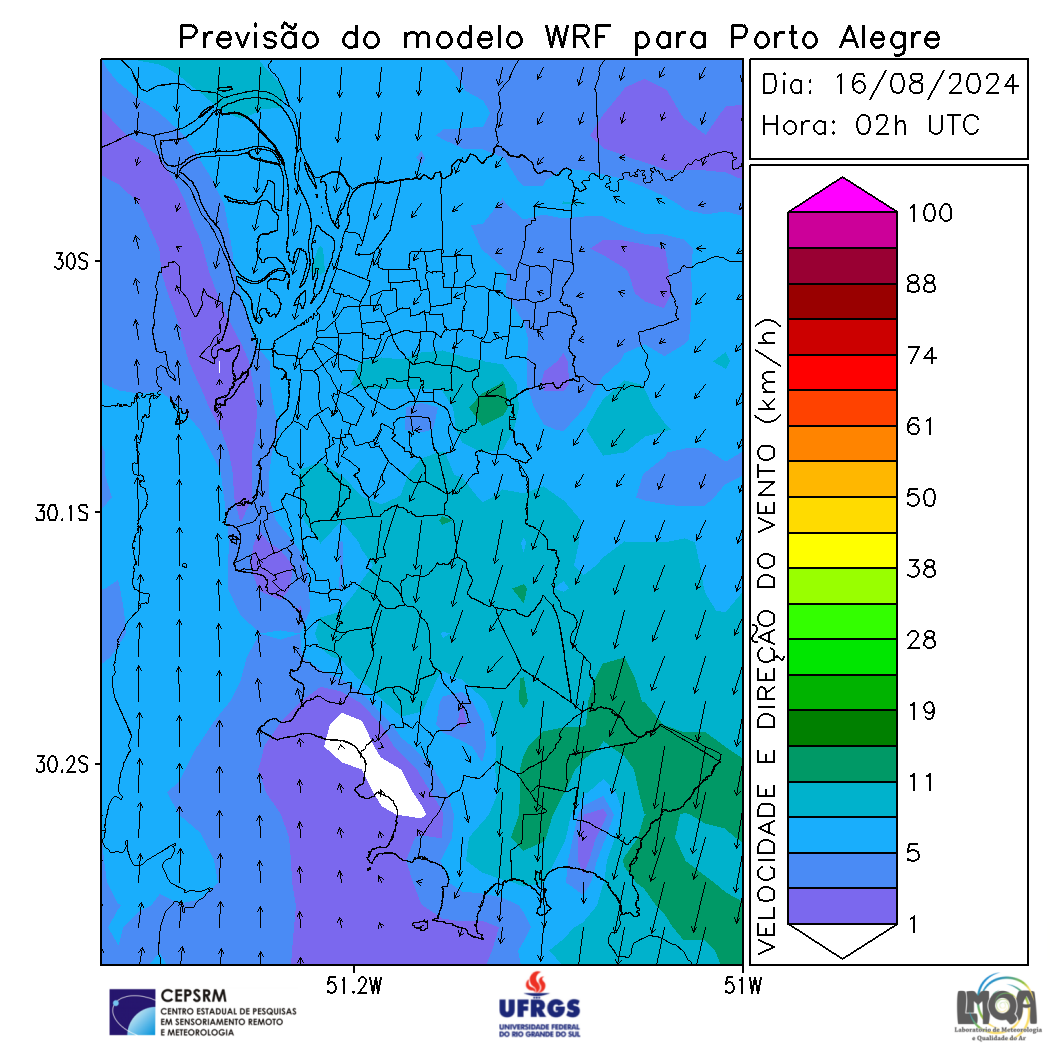 Previsão do modelo WRF para Porto Alegre
Dia: 16/08/2024
Hora: 02h UTC
30S
30.1S
30.2S
51.2W
51W
VELOCIDADE E DIREÇÃO DO VENTO (km/h)
100
88
74
61
50
38
28
19
11
5
1
CEPSRM
CENTRO ESTADUAL DE PESQUISAS
EM SENSORIAMENTO REMOTO
E METEOROLOGIA
UFRGS
UNIVERSIDADE FEDERAL
DO RIO GRANDE DO SUL
LMQA
Laboratório de Meteorologia
e Qualidade do Ar